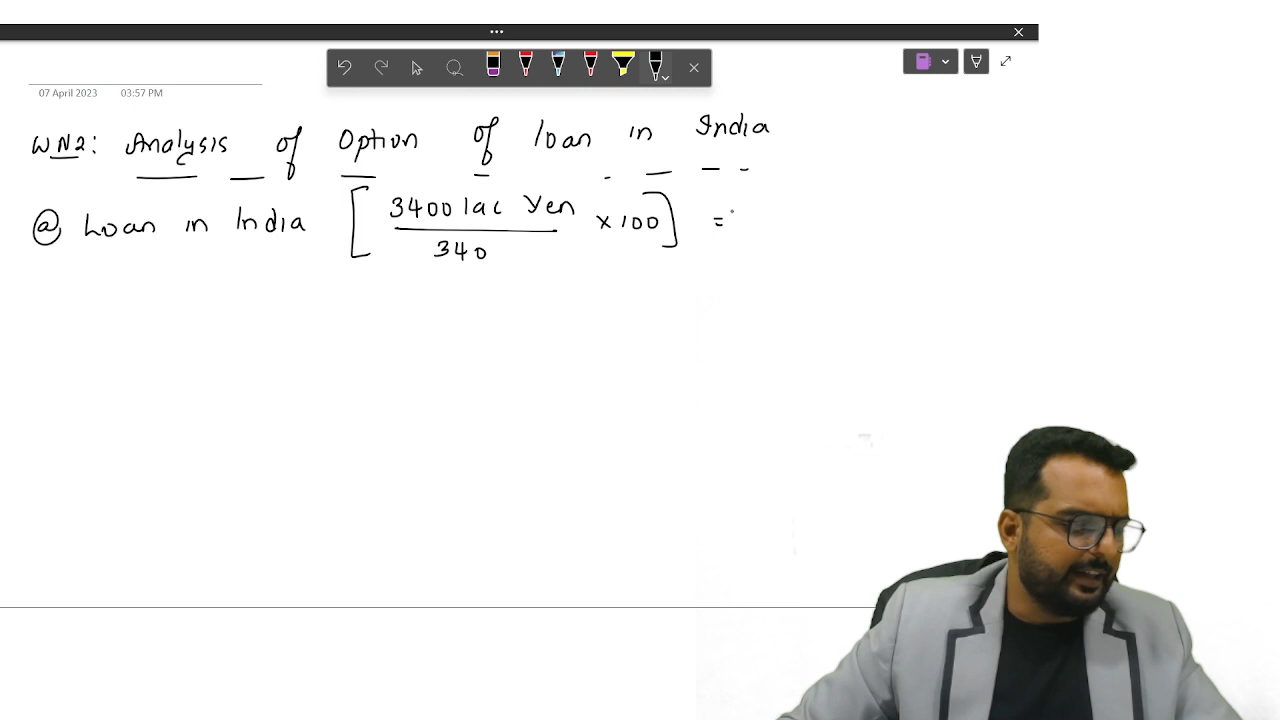 07 April 2023 03:57 PM
WN2: Analysis of Option of loan in India
@ Loan in India [ 3400 lac Yen
340
× 100 ] =